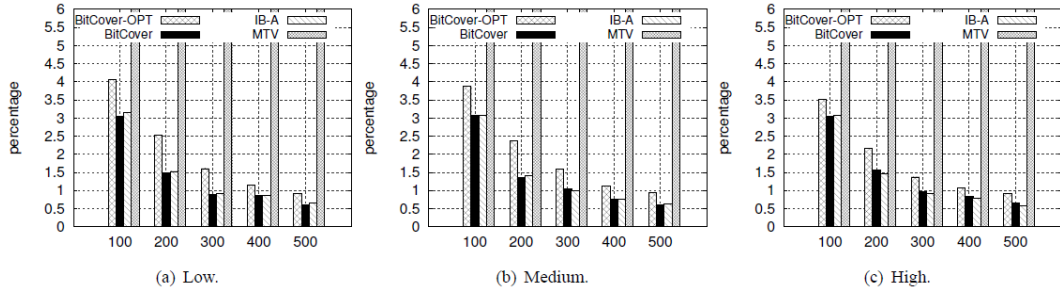 percentage
6
5.5
5
4.5
4
3.5
3
2.5
2
1.5
1
0.5
0
BitCover-OPT
BitCover
IB-A
MTV
100 200 300 400 500
(a) Low.
percentage
6
5.5
5
4.5
4
3.5
3
2.5
2
1.5
1
0.5
0
BitCover-OPT
BitCover
IB-A
MTV
100 200 300 400 500
(b) Medium.
percentage
6
5.5
5
4.5
4
3.5
3
2.5
2
1.5
1
0.5
0
BitCover-OPT
BitCover
IB-A
MTV
100 200 300 400 500
(c) High.